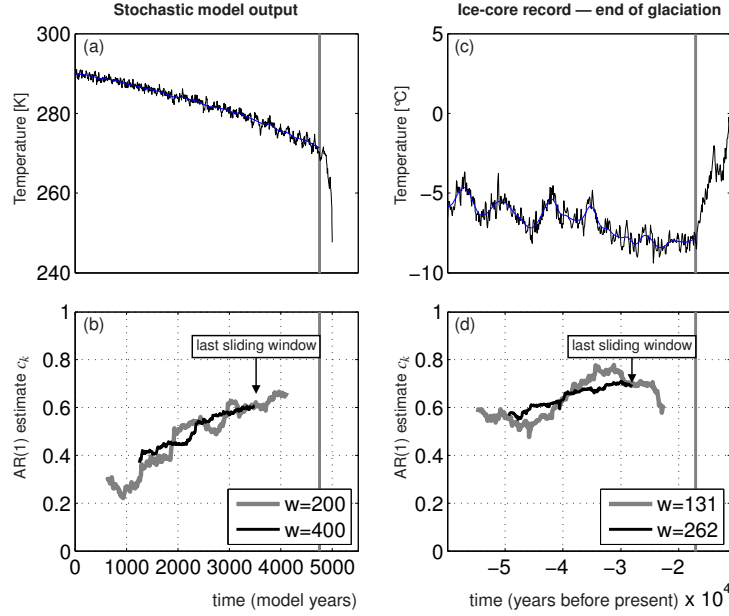 Stochastic model output
Ice-core record — end of glaciation
(a)
Temperature [K]
300
280
260
240
(c)
Temperature [°C]
5
0
−5
−10
(b)
AR(1) estimate ck
last sliding window
1
0.8
0.6
0.4
0.2
0
w=200
w=400
0 1000 2000 3000 4000 5000
time (model years)
(d)
AR(1) estimate ck
last sliding window
1
0.8
0.6
0.4
0.2
0
w=131
w=262
−5 −4 −3 −2 −1
time (years before present) x 10^4